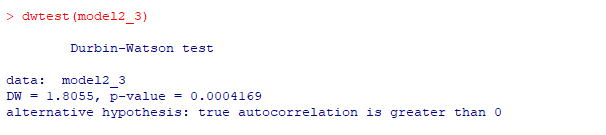 > dwtest(model2_3)
Durbin-Watson test
data:  model2_3
DW = 1.8055, p-value = 0.0004169
alternative hypothesis: true autocorrelation is greater than 0